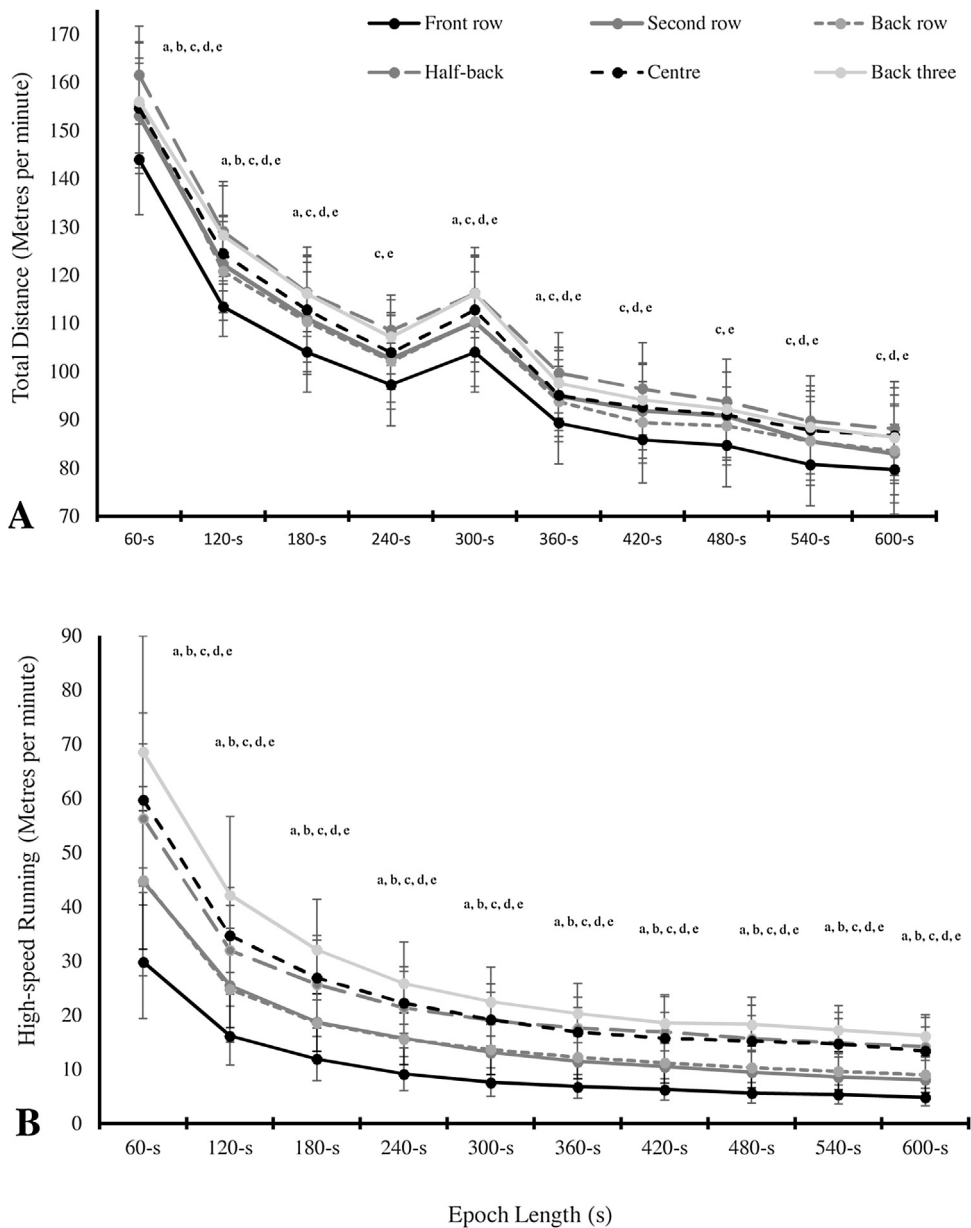 Front row Second row Back row
Half-back Centre Back three
Total Distance (Metres per minute)
170
160
150
140
130
120
110
100
90
80
70
a, b, c, d, e
a, b, c, d, e
a, c, d, e
c, e
a, c, d, e
a, c, d, e
c, d, e
c, e
c, d, e
c, d, e
A
60-s 120-s 180-s 240-s 300-s 360-s 420-s 480-s 540-s 600-s
High-speed Running (Metres per minute)
90
80
70
60
50
40
30
20
10
0
a, b, c, d, e
a, b, c, d, e
a, b, c, d, e
a, b, c, d, e
a, b, c, d, e
a, b, c, d, e
a, b, c, d, e
a, b, c, d, e
a, b, c, d, e
a, b, c, d, e
B
60-s 120-s 180-s 240-s 300-s 360-s 420-s 480-s 540-s 600-s
Epoch Length (s)